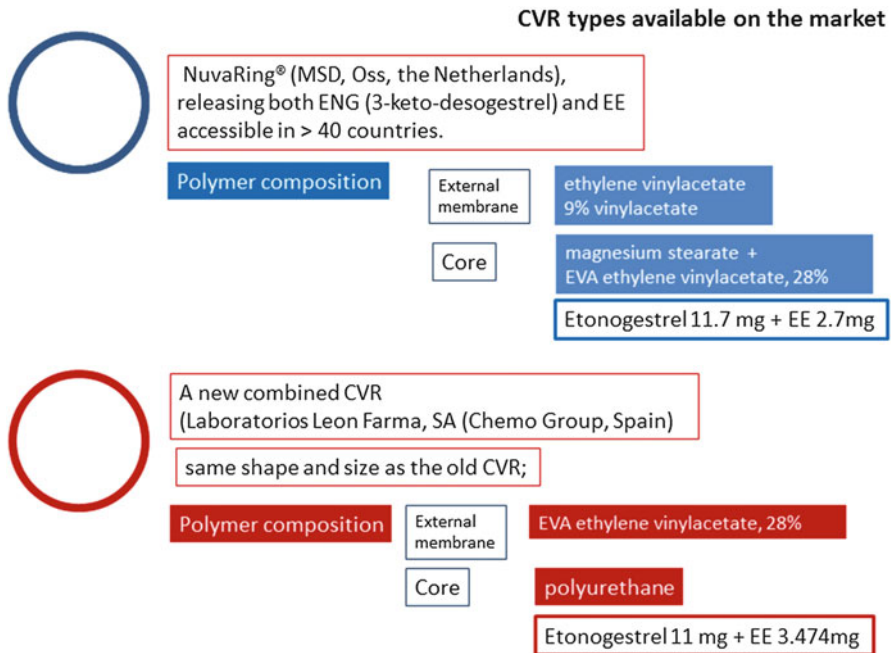 CVR types available on the market
NuvaRing® (MSD, Oss, the Netherlands),
releasing both ENG (3-keto-desogestrel) and EE
accessible in > 40 countries.
Polymer composition
External
membrane
ethylene vinylacetate
9% vinylacetate
Core
magnesium stearate +
EVA ethylene vinylacetate, 28%
Etonogestrel 11.7 mg + EE 2.7mg
A new combined CVR
(Laboratorios Leon Farma, SA (Chemo Group, Spain)
same shape and size as the old CVR;
Polymer composition
External
membrane
EVA ethylene vinylacetate, 28%
Core
polyurethane
Etonogestrel 11 mg + EE 3.474mg